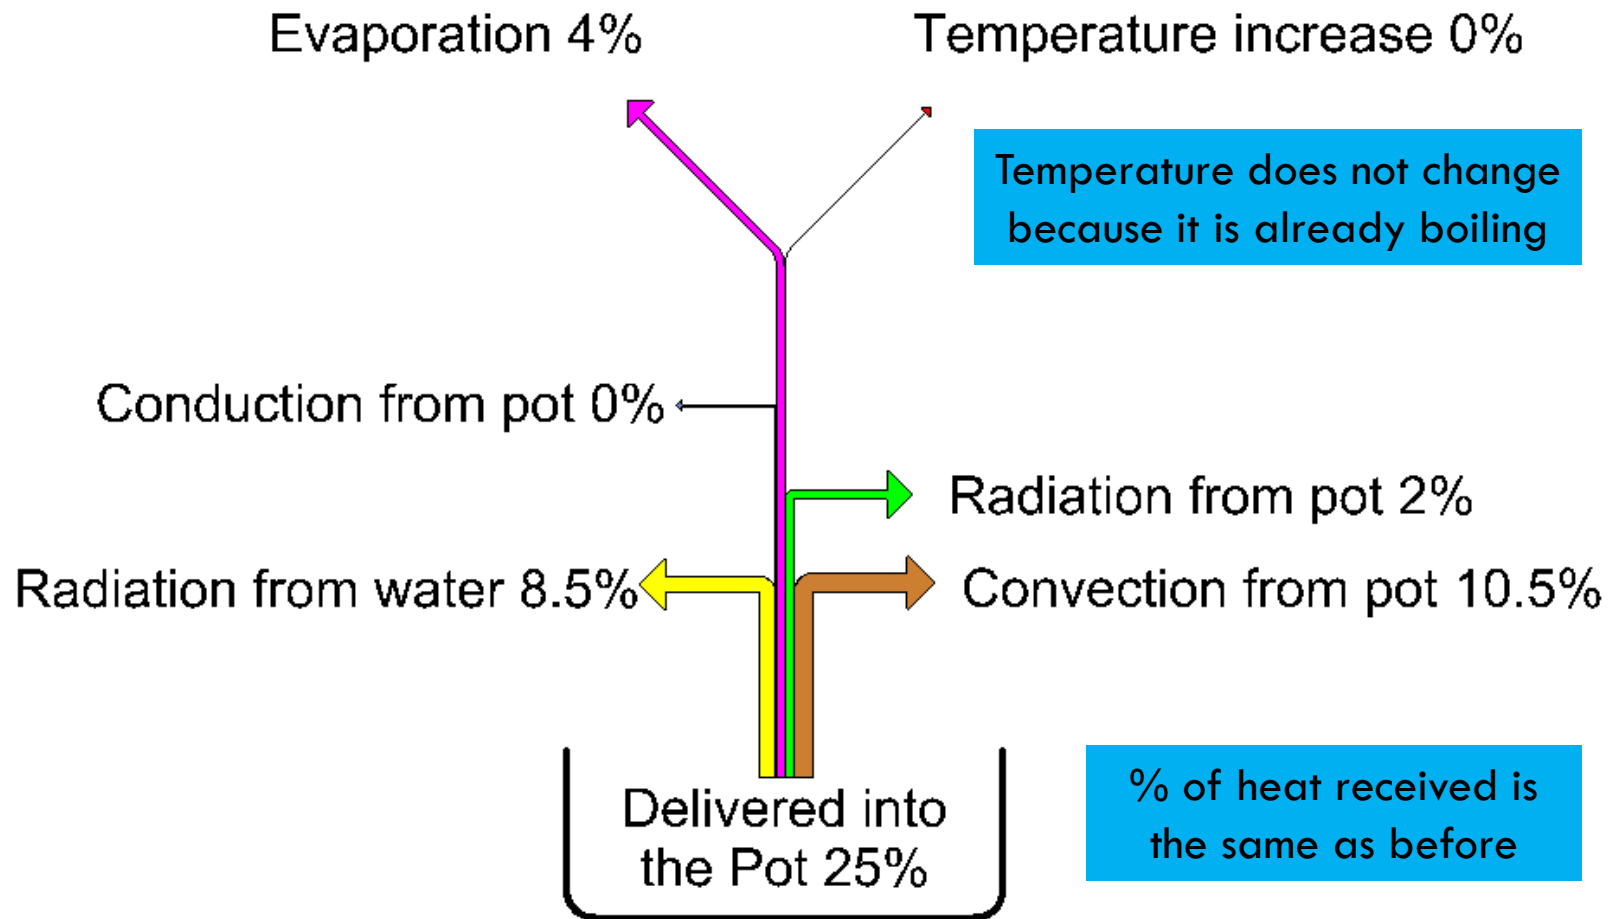 Evaporation 4%
Temperature increase 0%
Temperature does not change
because it is already boiling
Conduction from pot 0%
Radiation from pot 2%
Radiation from water 8.5%
Convection from pot 10.5%
Delivered into
the Pot 25%
% of heat received is
the same as before